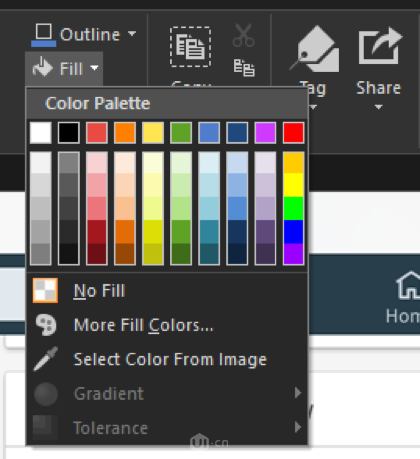 Outline
Fill
Copy
Tag
Share
Color Palette
No Fill
More Fill Colors...
Select Color From Image
Gradient
Tolerance
Hom